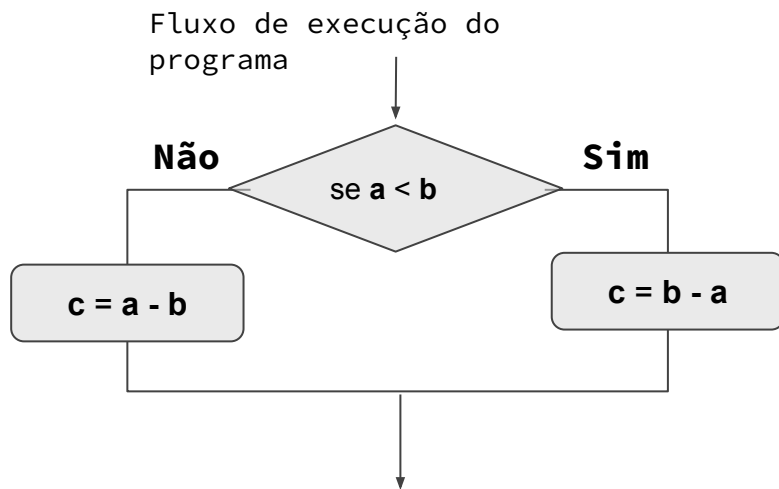 Fluxo de execução do
programa
Não
Sim
se a < b
c = a - b
c = b - a